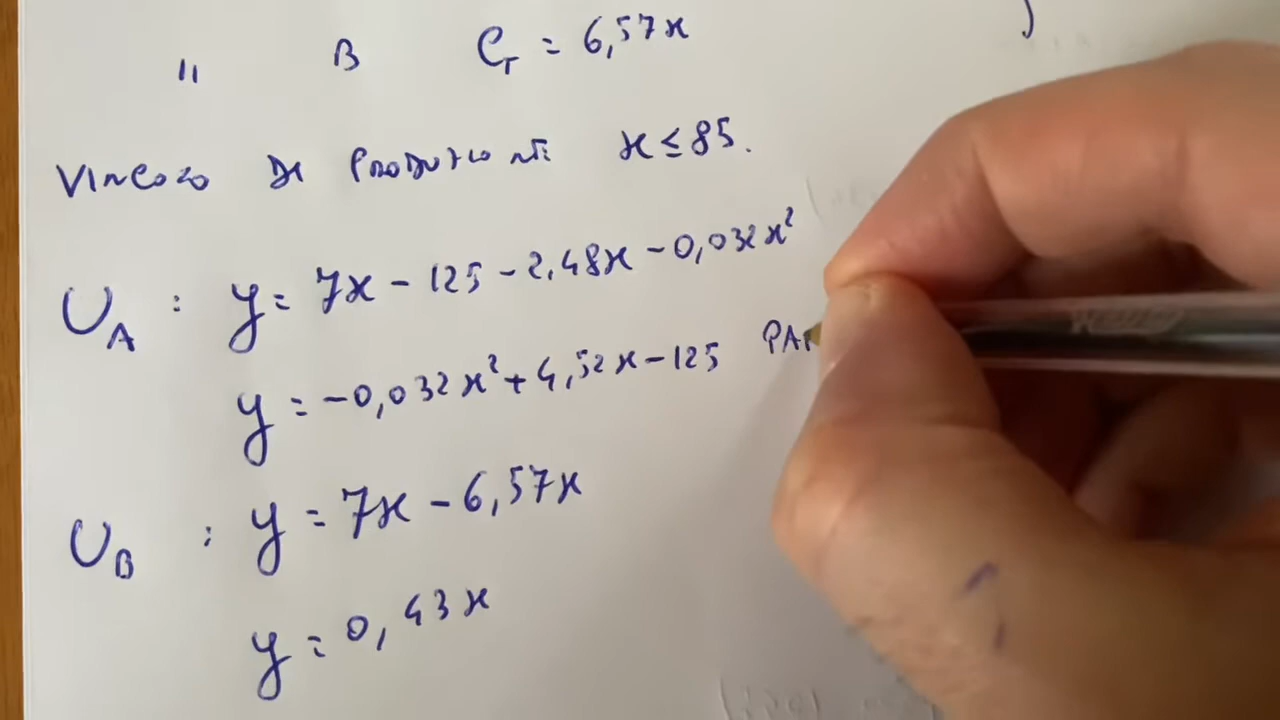 " B C_T = 6,57x
VINCOLO DI PRODUZIONE x ≤ 85.
U_A : y = 7x - 125 - 2,48x - 0,032x²
y = -0,032x² + 4,52x - 125 PAR
U_B : y = 7x - 6,57x
y = 0,43x